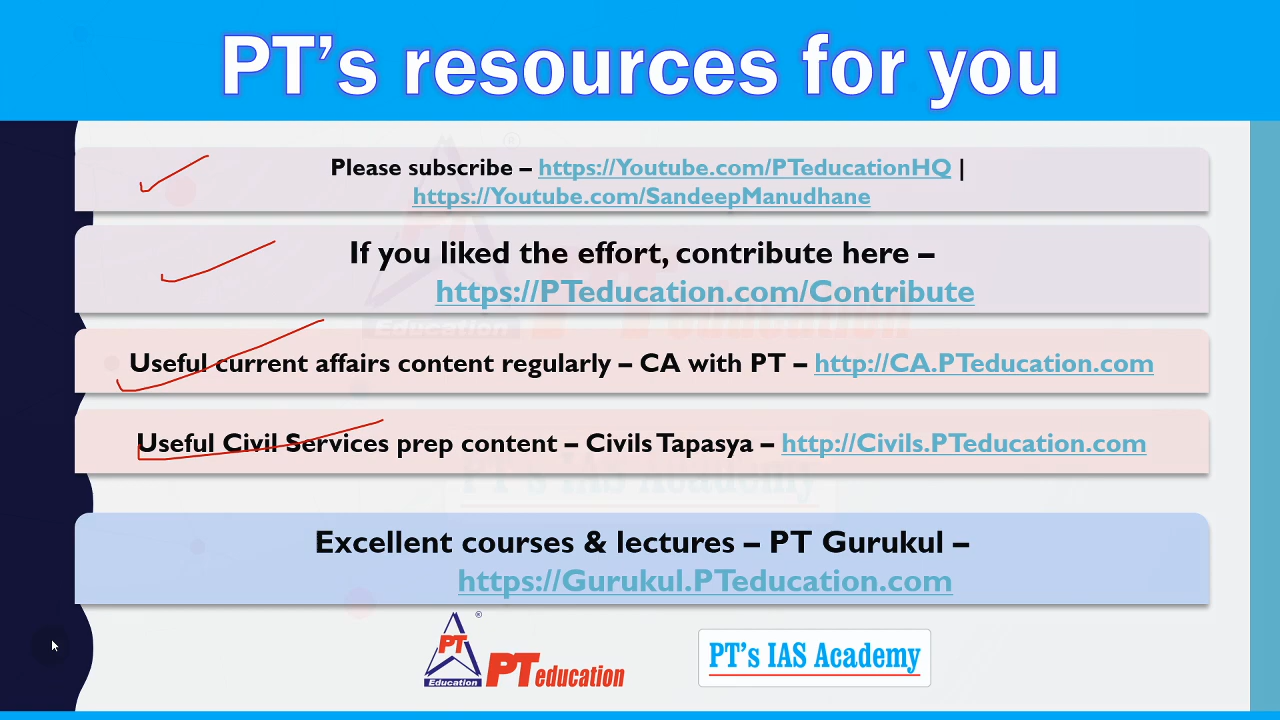 PT's resources for you
Please subscribe – https://Youtube.com/PTeducationHQ |
https://Youtube.com/SandeepManudhane
If you liked the effort, contribute here –
https://PTeducation.com/Contribute
Useful current affairs content regularly – CA with PT – http://CA.PTeducation.com
Useful Civil Services prep content – Civils Tapasya – http://Civils.PTeducation.com
Excellent courses & lectures – PT Gurukul –
https://Gurukul.PTeducation.com
PT ®
Education
PT education
PT's IAS Academy